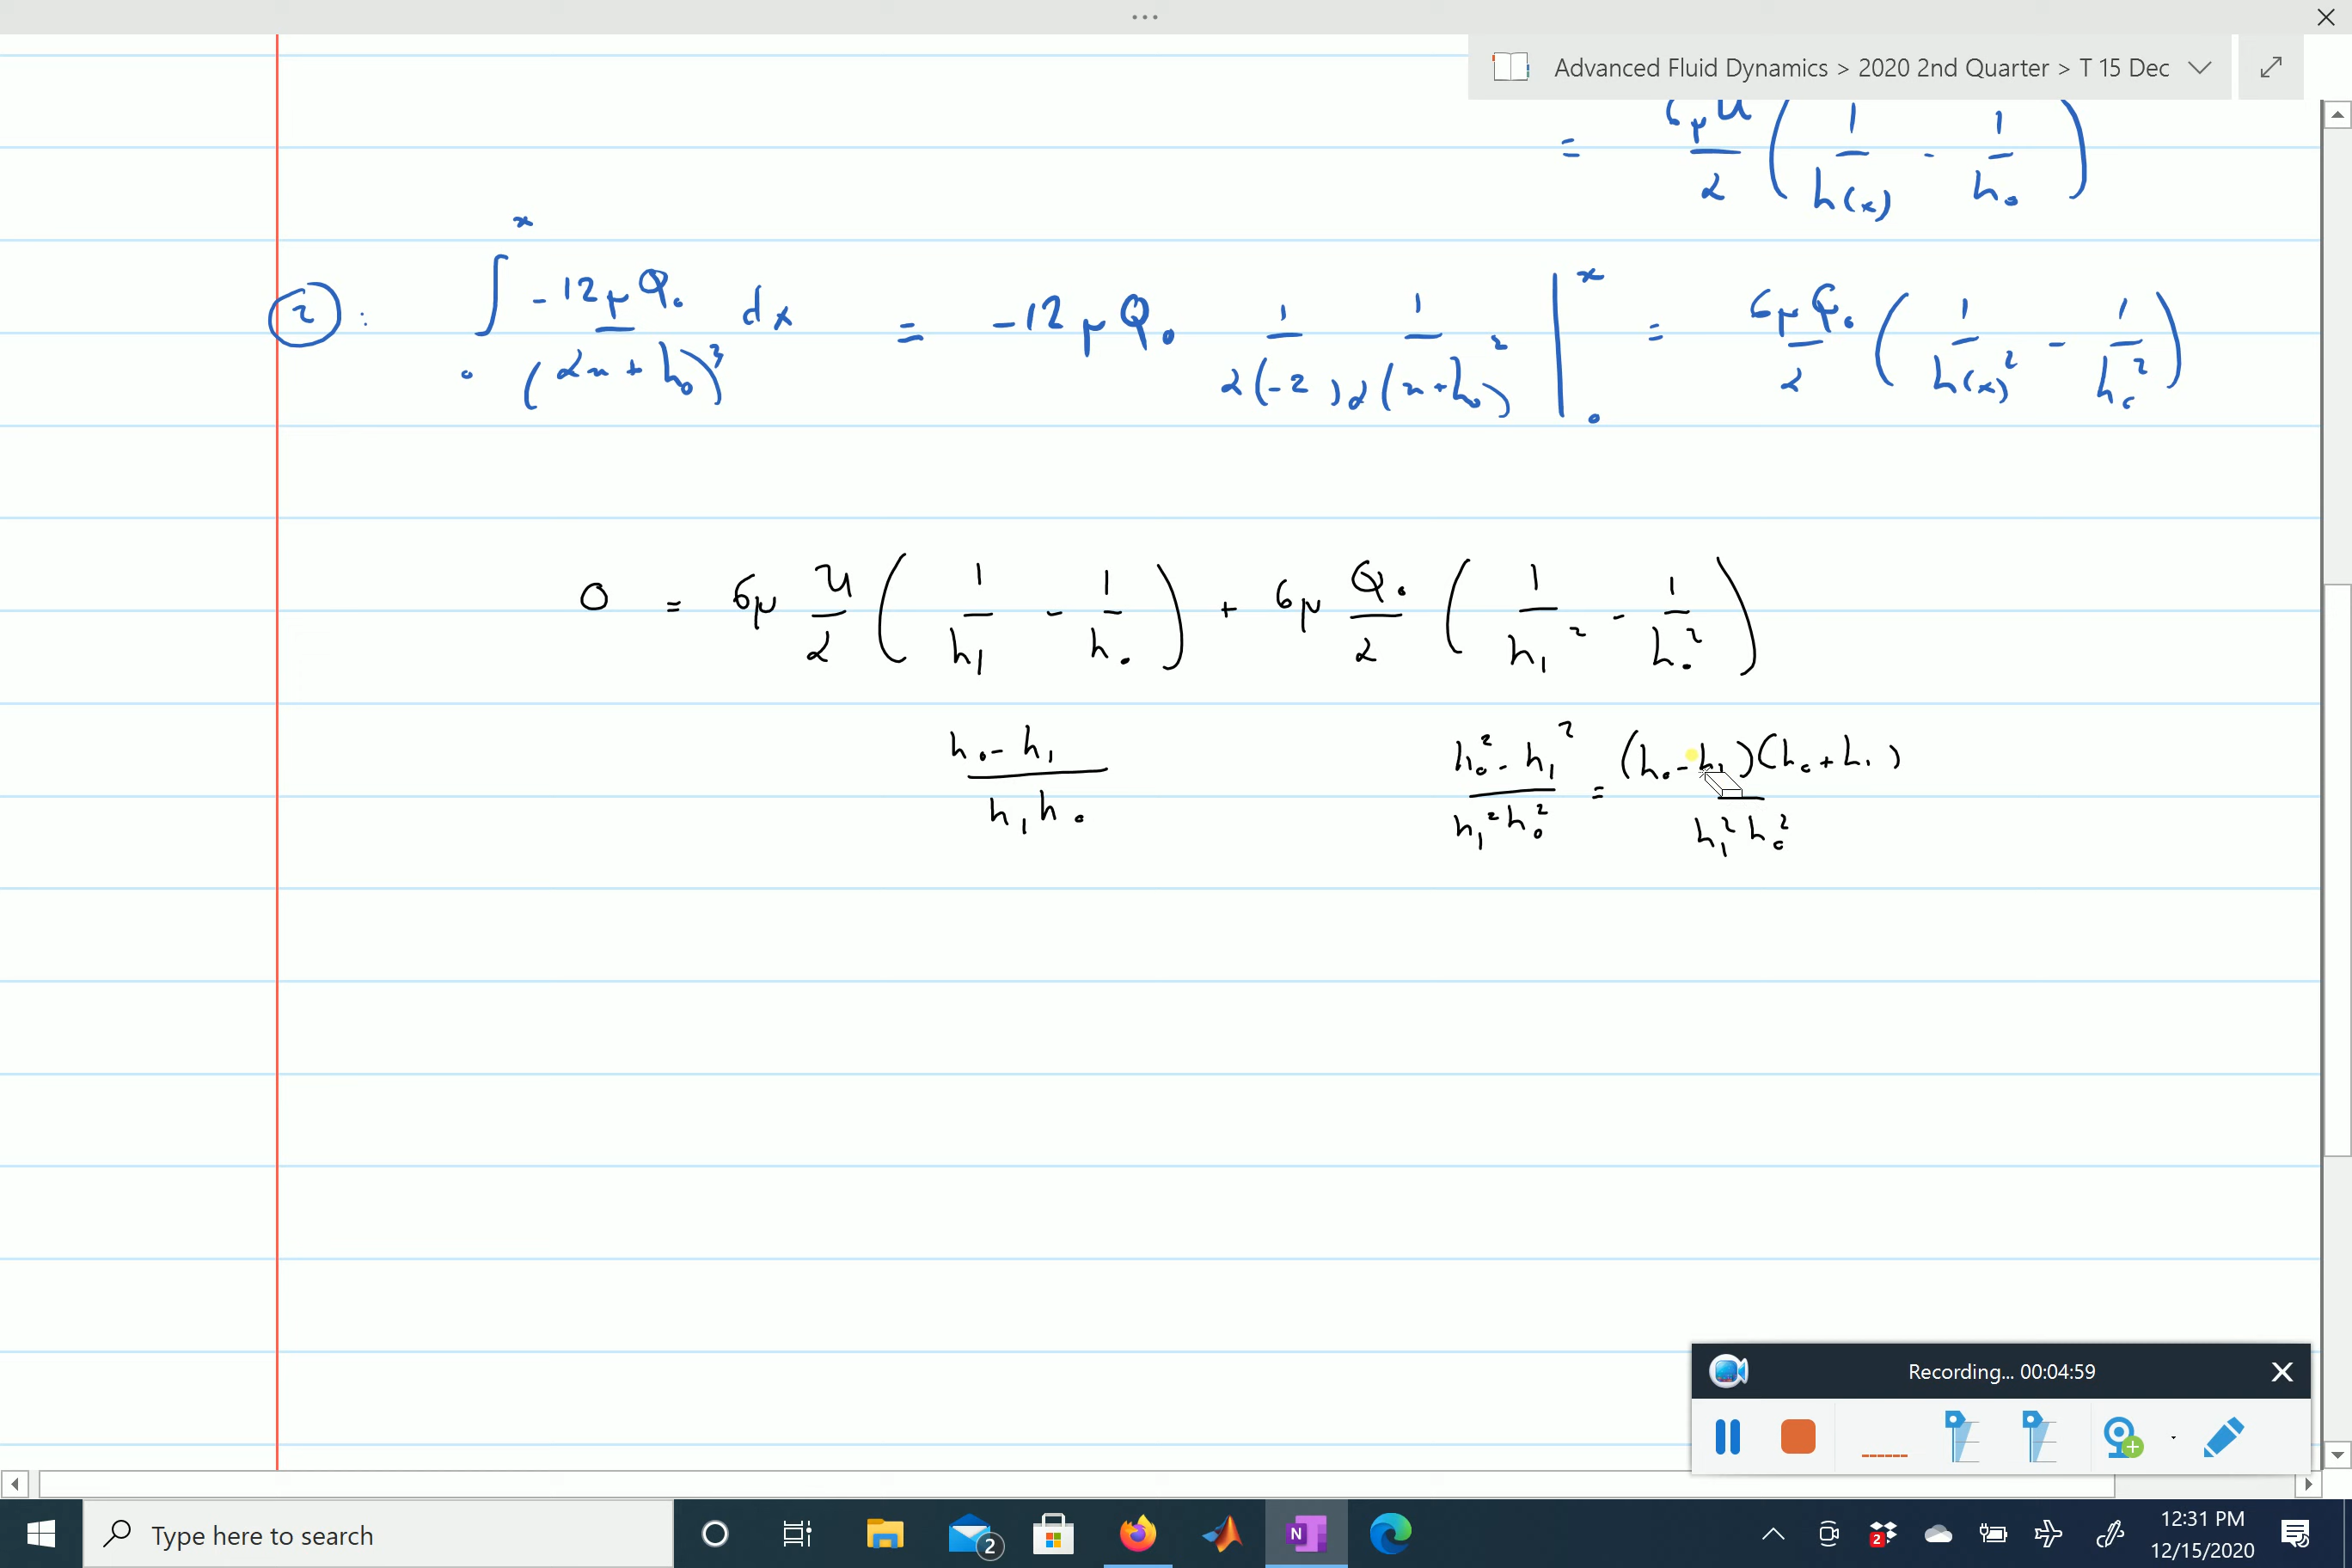 Advanced Fluid Dynamics > 2020 2nd Quarter > T 15 Dec
= 6μU/α (1/h(x) - 1/h₀)
② : ∫₀ˣ -12μQ₀/(αx + h₀)³ dx = -12μQ₀ 1/α(-2) 1/α(x+h₀)² |₀ˣ = 6μQ₀/α (1/h(x)² - 1/h₀²)
0 = 6μ U/α (1/h₁ - 1/h₀) + 6μ Q₀/α (1/h₁² - 1/h₀²)
h₀ - h₁/h₁h₀ h₀² - h₁²/h₁²h₀² = (h₀ - h₁)(h₀ + h₁)/h₁²h₀²
Recording... 00:04:59
Type here to search
2
N
2
12:31 PM
12/15/2020